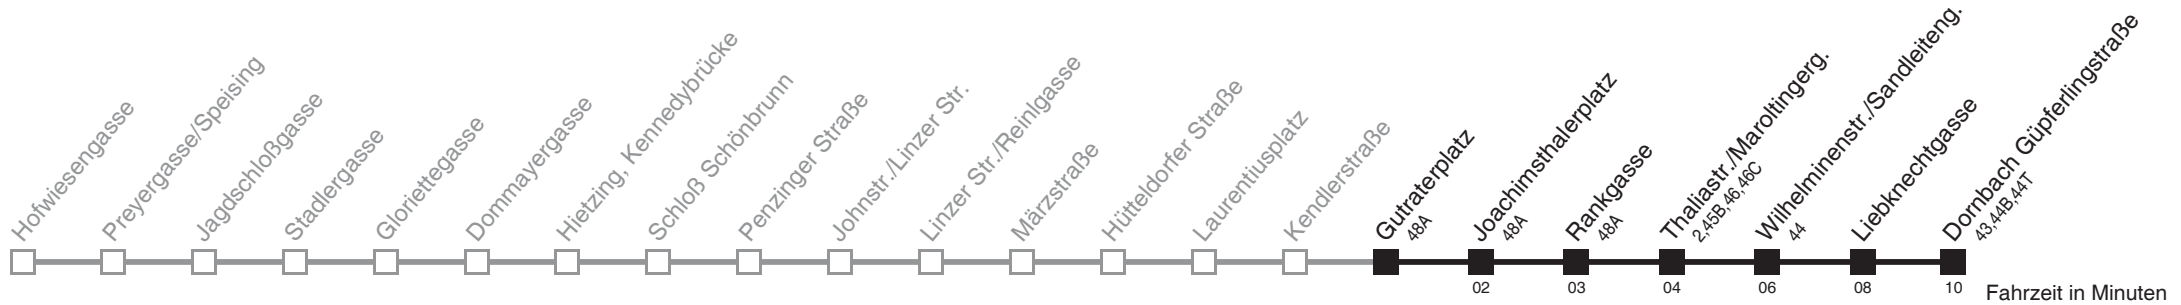 Hofwiesengasse
Preyergasse/Speising
Jagdschloßgasse
Stadlergasse
Gloriettegasse
Dommayergasse
Hietzing, Kennedybrücke
Schloß Schönbrunn
Penzinger Straße
Johnstr./Linzer Str.
Linzer Str./Reinlgasse
Märzstraße
Hütteldorfer Straße
Laurentiusplatz
Kendlerstraße
Gutraterplatz
48A
Joachimsthalerplatz
48A
Rankgasse
48A
Thaliastr./Maroltingerg.
2,45B,46,46C
Wilhelminenstr./Sandleiteng.
44
Liebknechtgasse
Dornbach Güpferlingstraße
43,44B,44T
02 03 04 06 08 10 Fahrzeit in Minuten